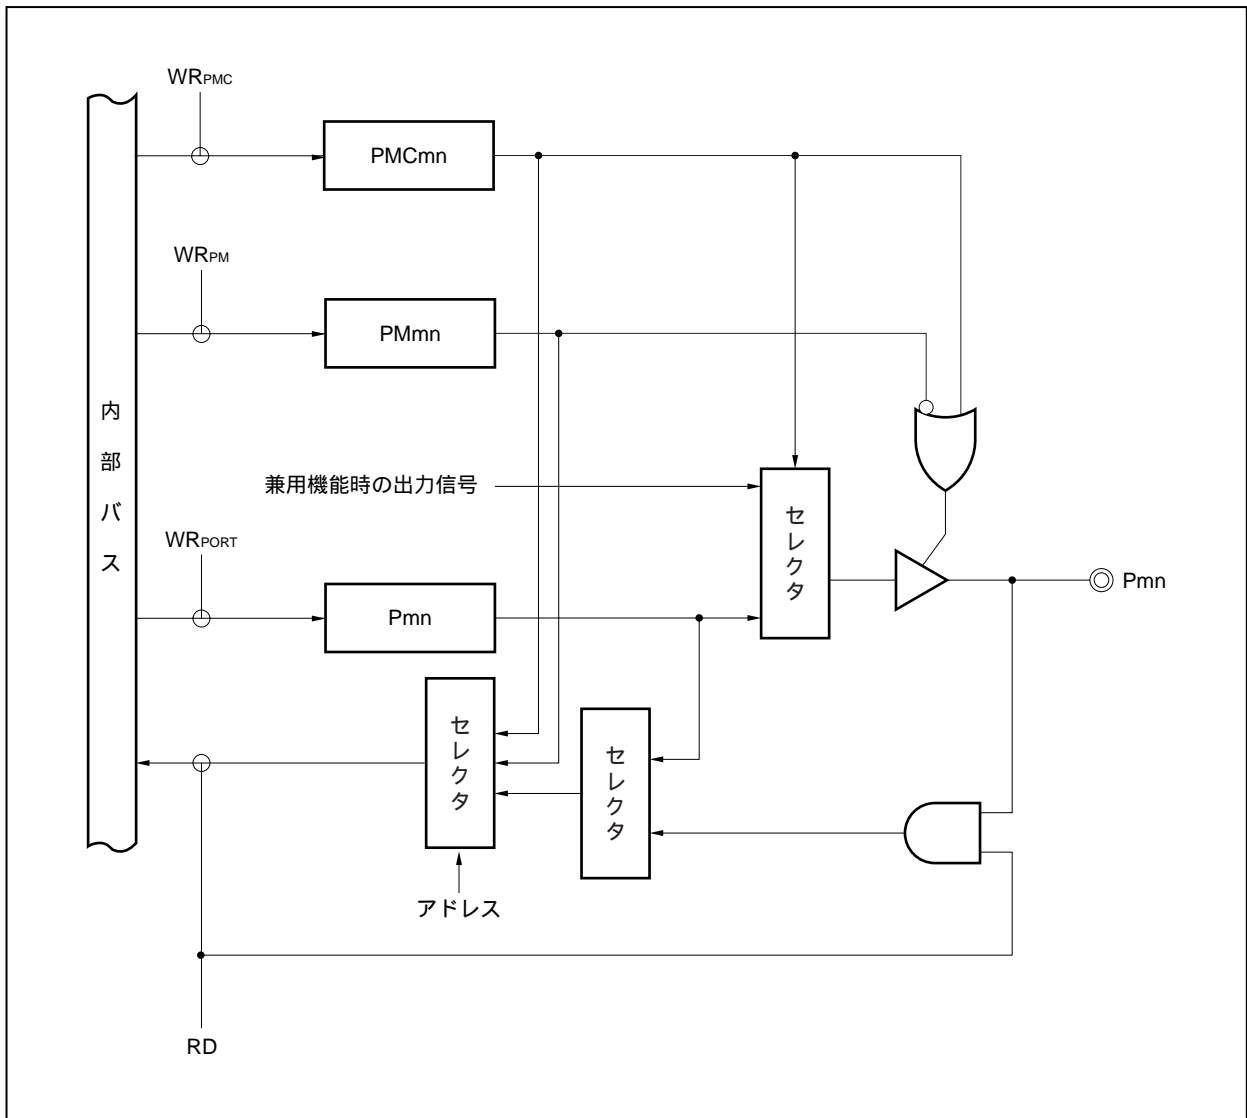 WRPMC
PMCmn
WRPM
PMmn
内部バス
兼用機能時の出力信号
セレクタ
WRPORT
Pmn
Pmn
セレクタ
セレクタ
アドレス
RD